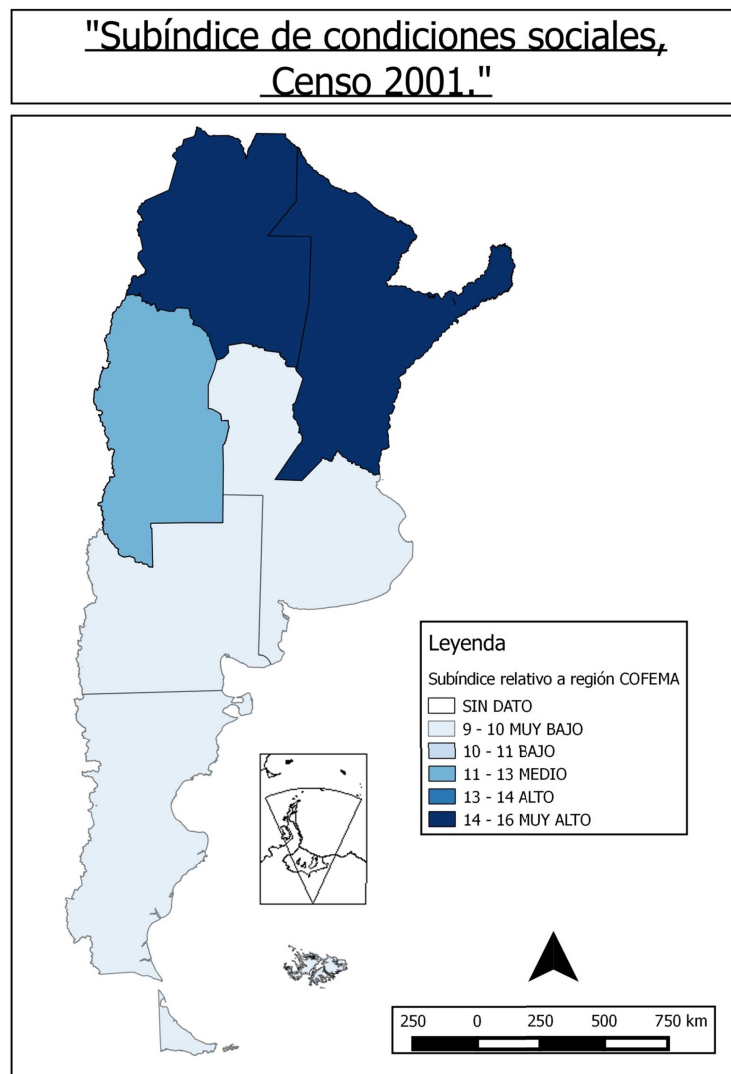 "Subíndice de condiciones sociales,
Censo 2001."
Leyenda
Subíndice relativo a región COFEMA
SIN DATO
9 - 10 MUY BAJO
10 - 11 BAJO
11 - 13 MEDIO
13 - 14 ALTO
14 - 16 MUY ALTO
250 0 250 500 750 km